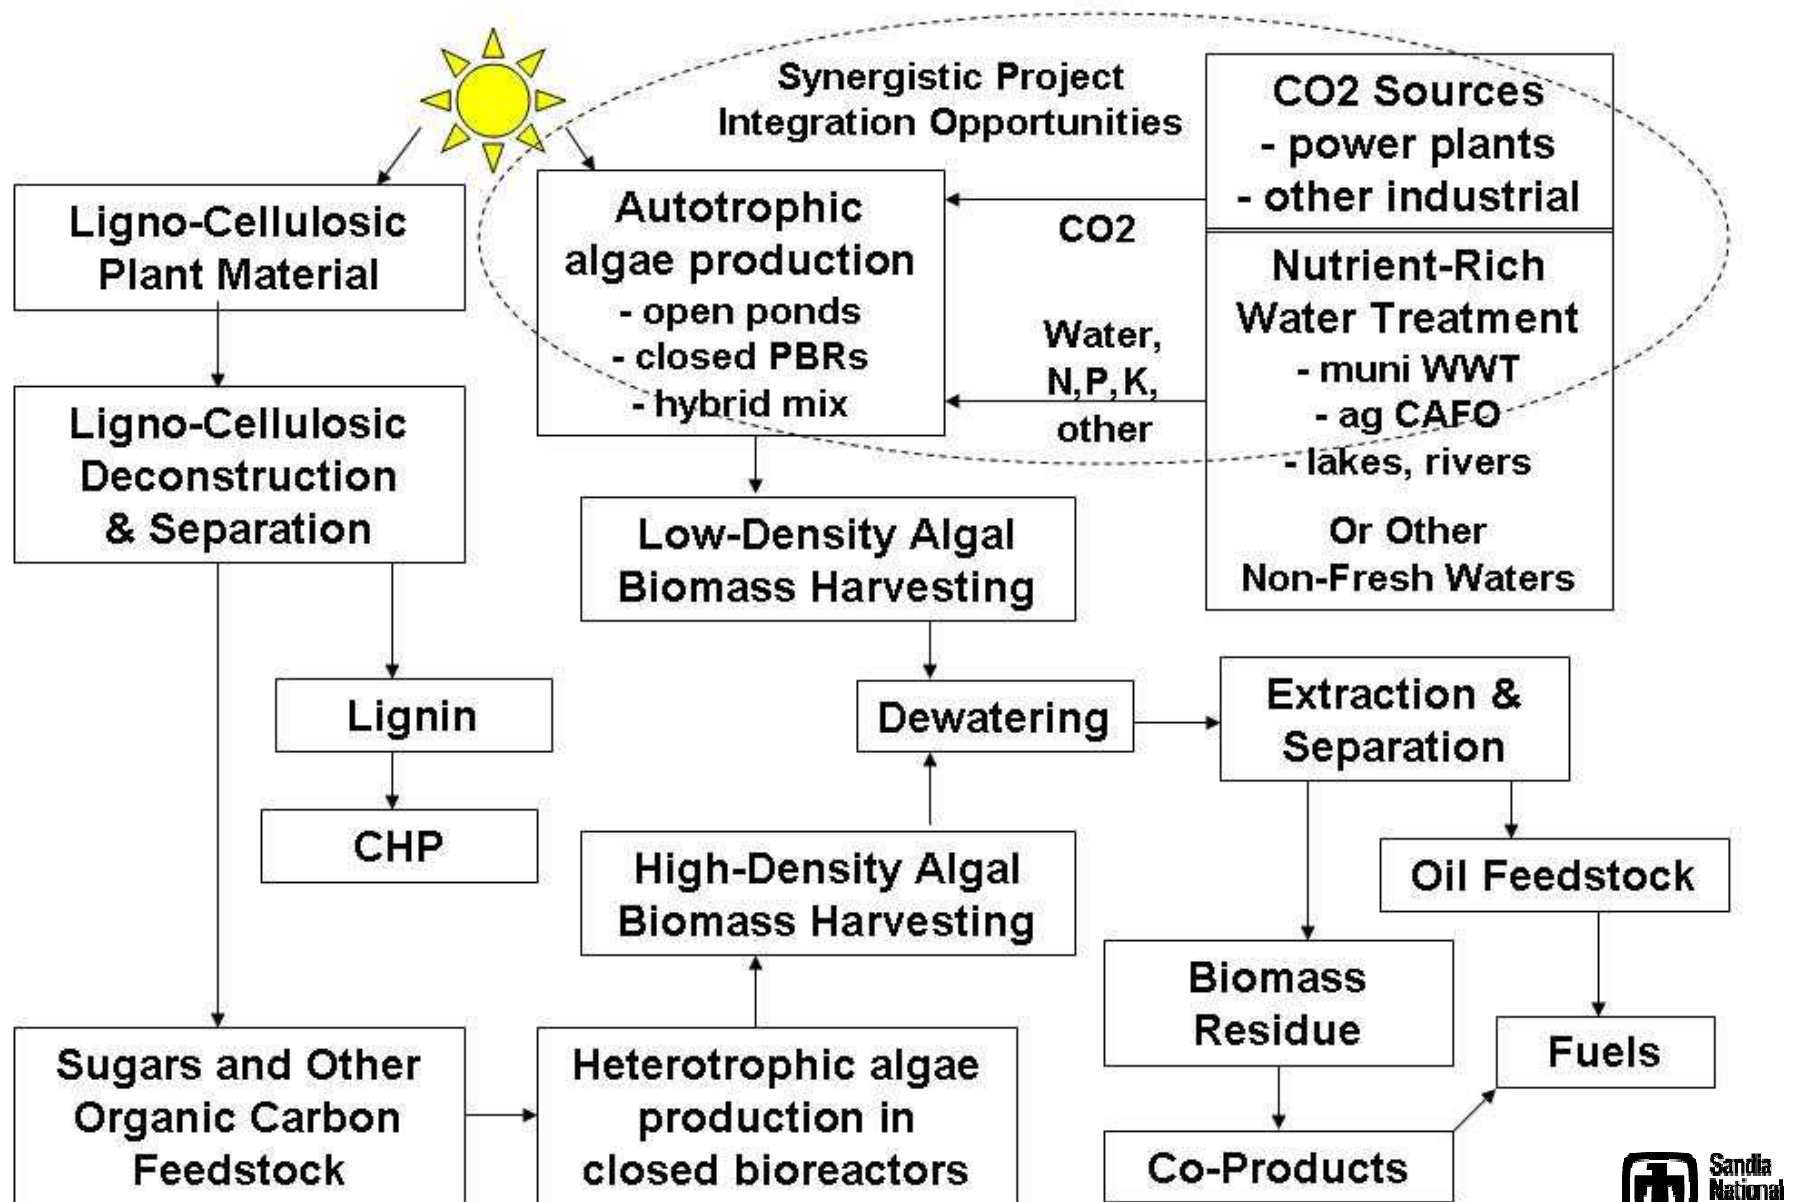 Synergistic Project
Integration Opportunities
CO2 Sources
- power plants
- other industrial
Ligno-Cellulosic
Plant Material
Autotrophic
algae production
- open ponds
- closed PBRs
- hybrid mix
CO2
Water,
N,P,K,
other
Nutrient-Rich
Water Treatment
- muni WWT
- ag CAFO
- lakes, rivers
Or Other
Non-Fresh Waters
Ligno-Cellulosic
Deconstruction
& Separation
Low-Density Algal
Biomass Harvesting
Lignin
Dewatering
Extraction &
Separation
CHP
High-Density Algal
Biomass Harvesting
Oil Feedstock
Biomass
Residue
Fuels
Sugars and Other
Organic Carbon
Feedstock
Heterotrophic algae
production in
closed bioreactors
Co-Products
Sandia
National